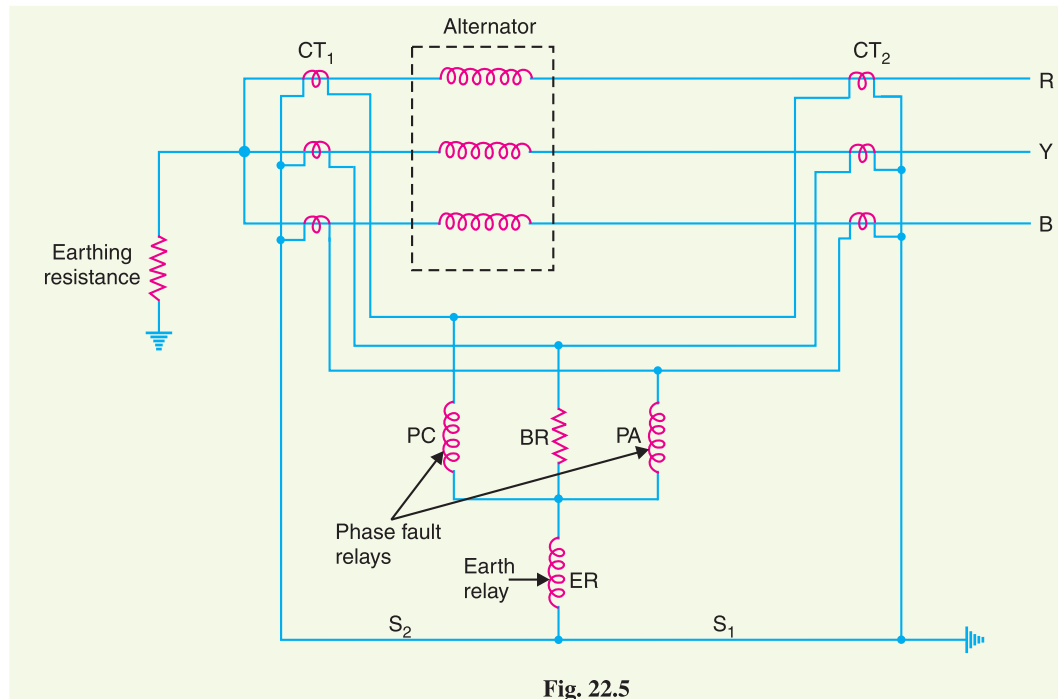 Alternator
CT1
CT2
R
Y
B
Earthing
resistance
PC
BR
PA
Phase fault
relays
Earth
relay
ER
S2
S1
Fig. 22.5